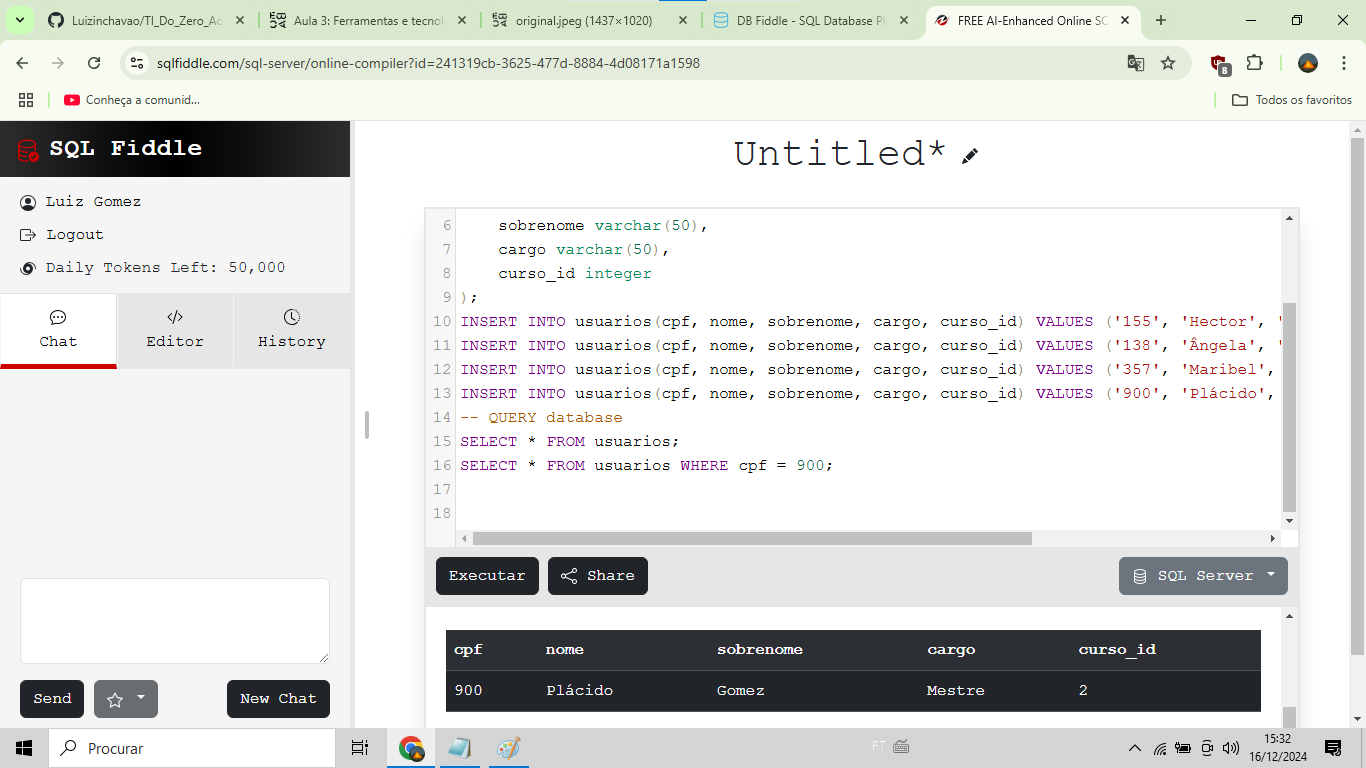 Luizinchavao/TI_Do_Zero_Ao
Aula 3: Ferramentas e tecnol
original.jpeg (1437×1020)
DB Fiddle - SQL Database Pl
FREE AI-Enhanced Online SC
sqlfiddle.com/sql-server/online-compiler?id=241319cb-3625-477d-8884-4d08171a1598
8
Conheça a comunid...
Todos os favoritos
SQL Fiddle
Luiz Gomez
Logout
Daily Tokens Left: 50,000
Chat
Editor
History
Send
New Chat
Untitled*
6 sobrenome varchar(50),
7 cargo varchar(50),
8 curso_id integer
9 );
10 INSERT INTO usuarios(cpf, nome, sobrenome, cargo, curso_id) VALUES ('155', 'Hector', '
11 INSERT INTO usuarios(cpf, nome, sobrenome, cargo, curso_id) VALUES ('138', 'Ângela', '
12 INSERT INTO usuarios(cpf, nome, sobrenome, cargo, curso_id) VALUES ('357', 'Maribel',
13 INSERT INTO usuarios(cpf, nome, sobrenome, cargo, curso_id) VALUES ('900', 'Plácido',
14 -- QUERY database
15 SELECT * FROM usuarios;
16 SELECT * FROM usuarios WHERE cpf = 900;
17
18
Executar
Share
SQL Server
cpf nome sobrenome cargo curso_id
900 Plácido Gomez Mestre 2
Procurar
PT
15:32
16/12/2024